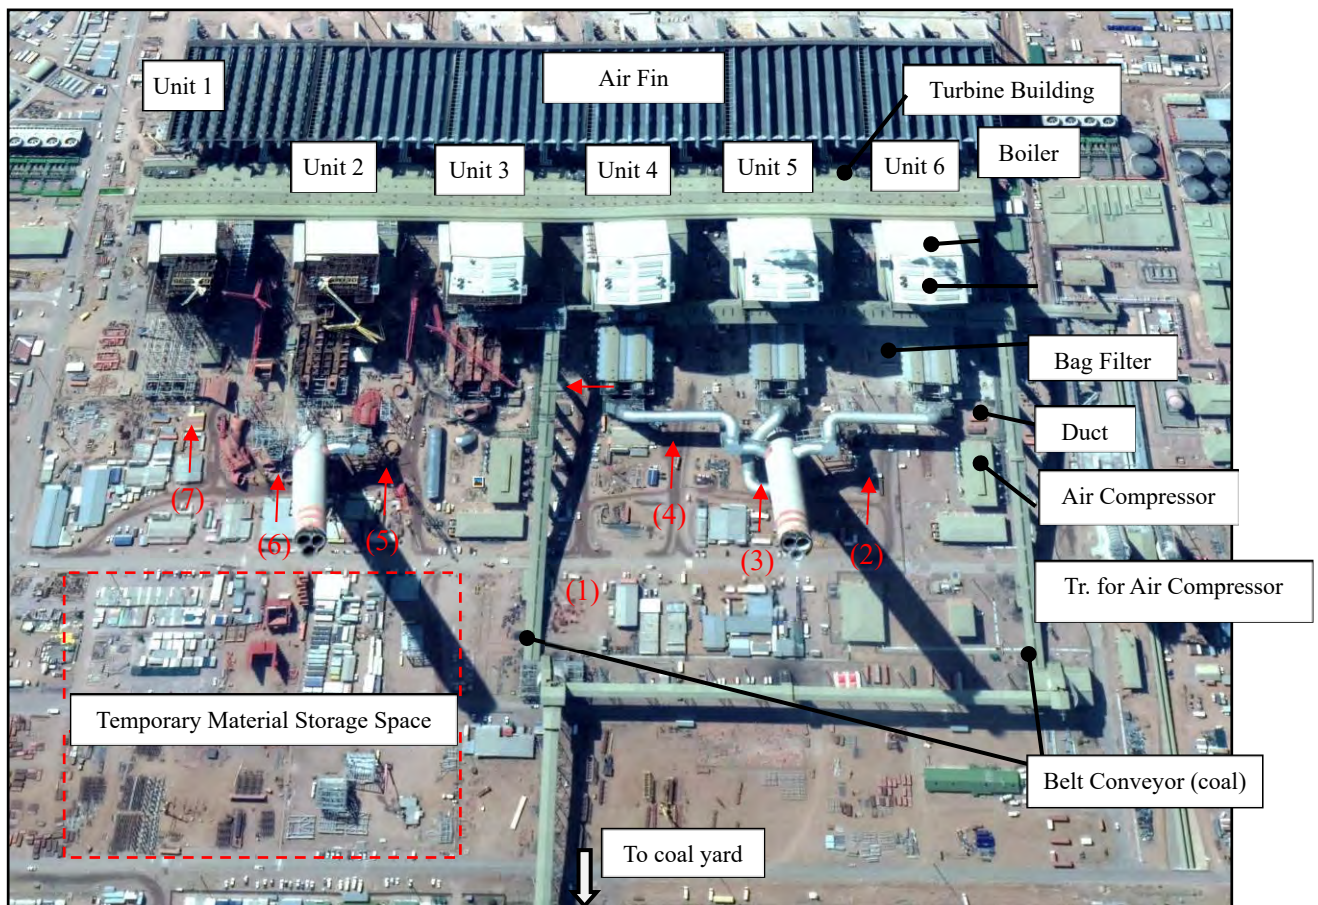 Unit 1
Air Fin
Turbine Building
Unit 2
Unit 3
Unit 4
Unit 5
Unit 6
Boiler
Bag Filter
Duct
Air Compressor
(7)
(6)
(5)
(4)
(3)
(2)
(1)
Tr. for Air Compressor
Temporary Material Storage Space
Belt Conveyor (coal)
To coal yard